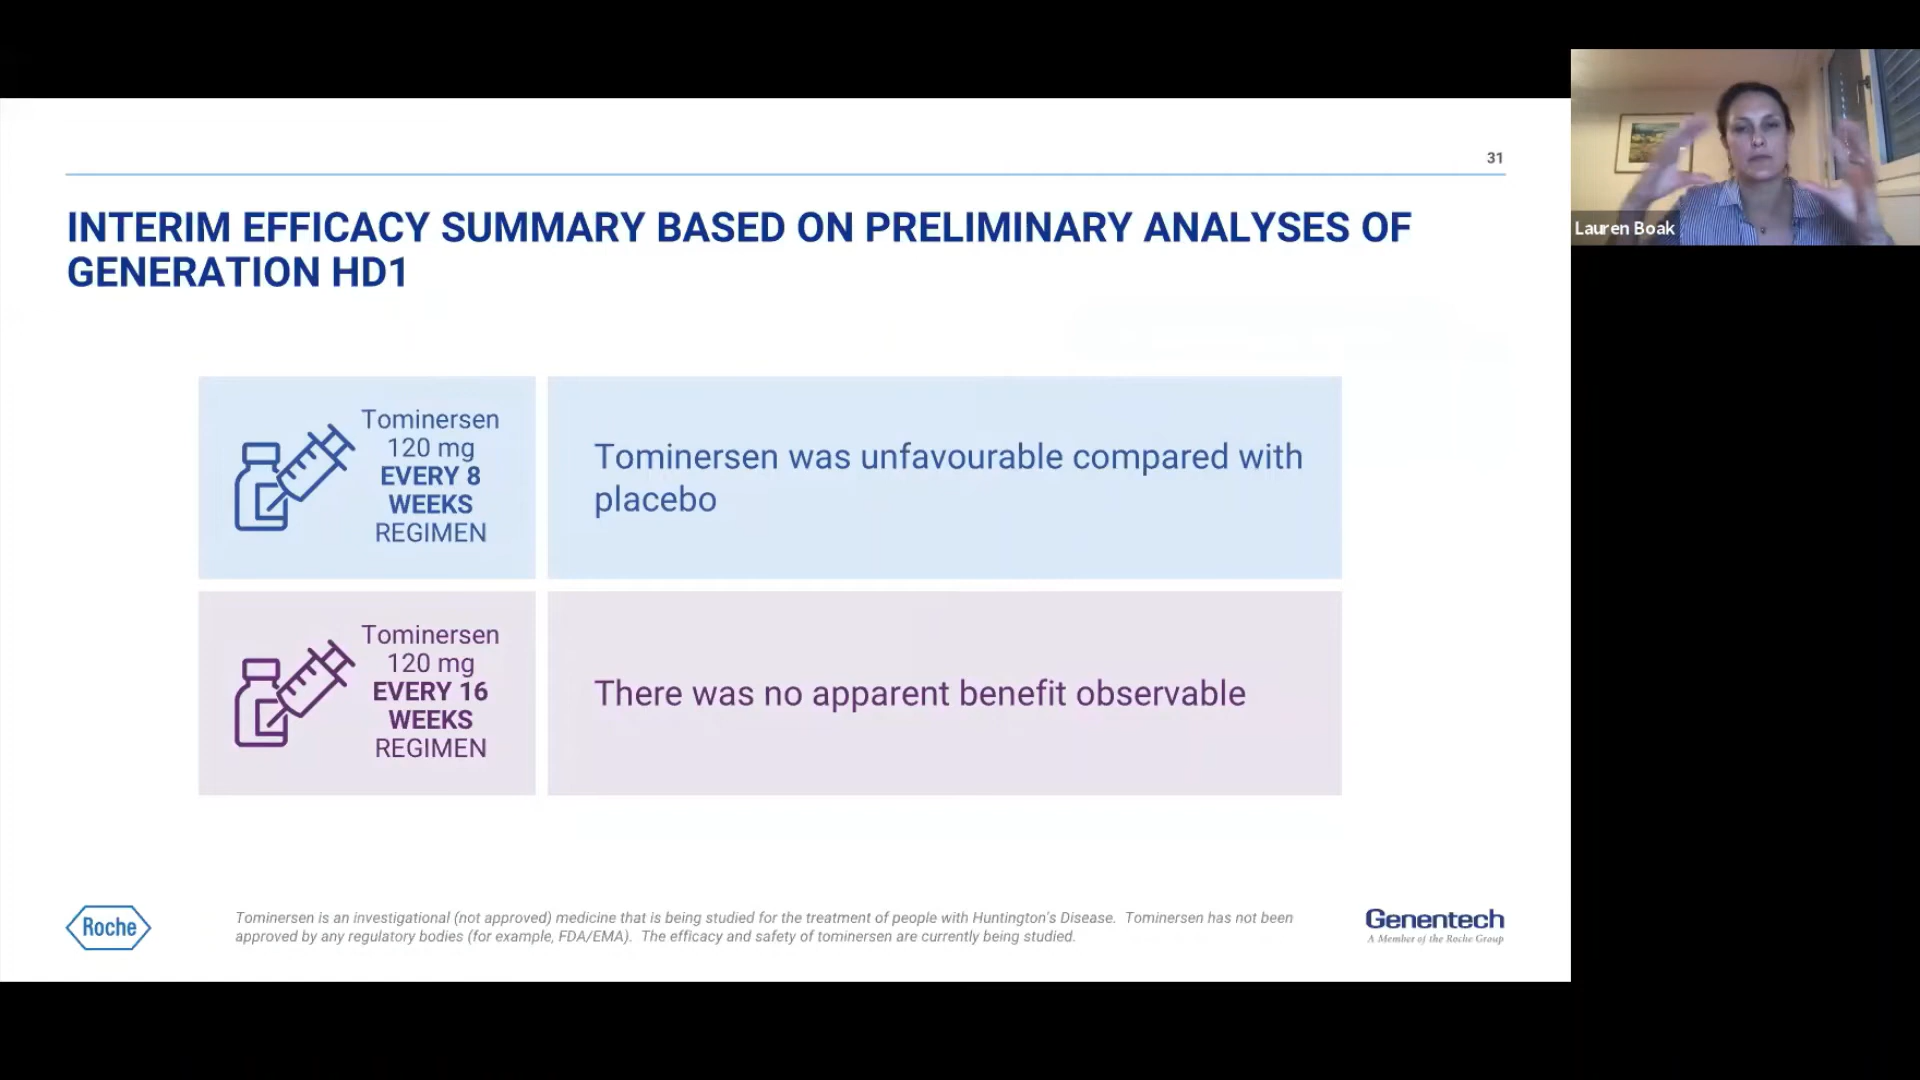 Lauren Boak
31
INTERIM EFFICACY SUMMARY BASED ON PRELIMINARY ANALYSES OF
GENERATION HD1
Tominersen
120 mg
EVERY 8
WEEKS
REGIMEN
Tominersen was unfavourable compared with
placebo
Tominersen
120 mg
EVERY 16
WEEKS
REGIMEN
There was no apparent benefit observable
Roche
Tominersen is an investigational (not approved) medicine that is being studied for the treatment of people with Huntington's Disease. Tominersen has not been
approved by any regulatory bodies (for example, FDA/EMA). The efficacy and safety of tominersen are currently being studied.
Genentech
A Member of the Roche Group